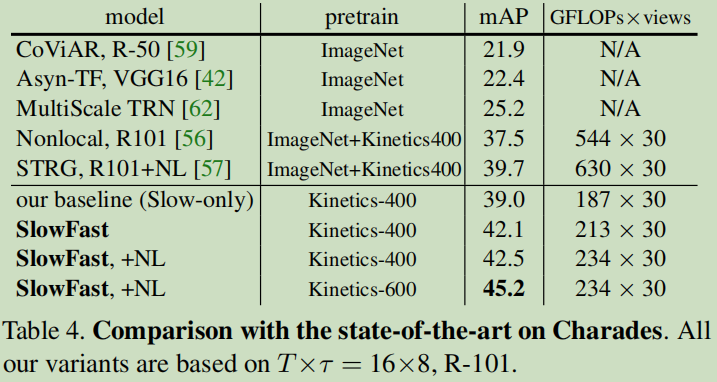 model pretrain mAP GFLOPs×views
CoViAR, R-50 [59] ImageNet 21.9 N/A
Asyn-TF, VGG16 [42] ImageNet 22.4 N/A
MultiScale TRN [62] ImageNet 25.2 N/A
Nonlocal, R101 [56] ImageNet+Kinetics400 37.5 544 × 30
STRG, R101+NL [57] ImageNet+Kinetics400 39.7 630 × 30
our baseline (Slow-only) Kinetics-400 39.0 187 × 30
SlowFast Kinetics-400 42.1 213 × 30
SlowFast, +NL Kinetics-400 42.5 234 × 30
SlowFast, +NL Kinetics-600 45.2 234 × 30
Table 4. Comparison with the state-of-the-art on Charades. All
our variants are based on T×τ = 16×8, R-101.